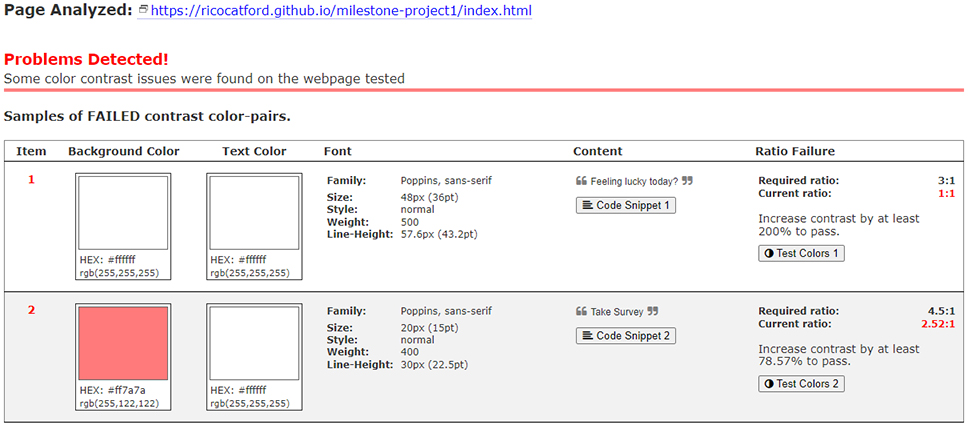 Page Analyzed: https://ricocatford.github.io/milestone-project1/index.html
Problems Detected!
Some color contrast issues were found on the webpage tested
Samples of FAILED contrast color-pairs.
Item Background Color Text Color Font Content Ratio Failure
1
HEX: #ffffff
rgb(255,255,255)
HEX: #ffffff
rgb(255,255,255)
Family: Poppins, sans-serif
Size: 48px (36pt)
Style: normal
Weight: 500
Line-Height: 57.6px (43.2pt)
❝ Feeling lucky today? ❞
Code Snippet 1
Required ratio: 3:1
Current ratio: 1:1
Increase contrast by at least
200% to pass.
Test Colors 1
2
HEX: #ff7a7a
rgb(255,122,122)
HEX: #ffffff
rgb(255,255,255)
Family: Poppins, sans-serif
Size: 20px (15pt)
Style: normal
Weight: 400
Line-Height: 30px (22.5pt)
❝ Take Survey ❞
Code Snippet 2
Required ratio: 4.5:1
Current ratio: 2.52:1
Increase contrast by at least
78.57% to pass.
Test Colors 2